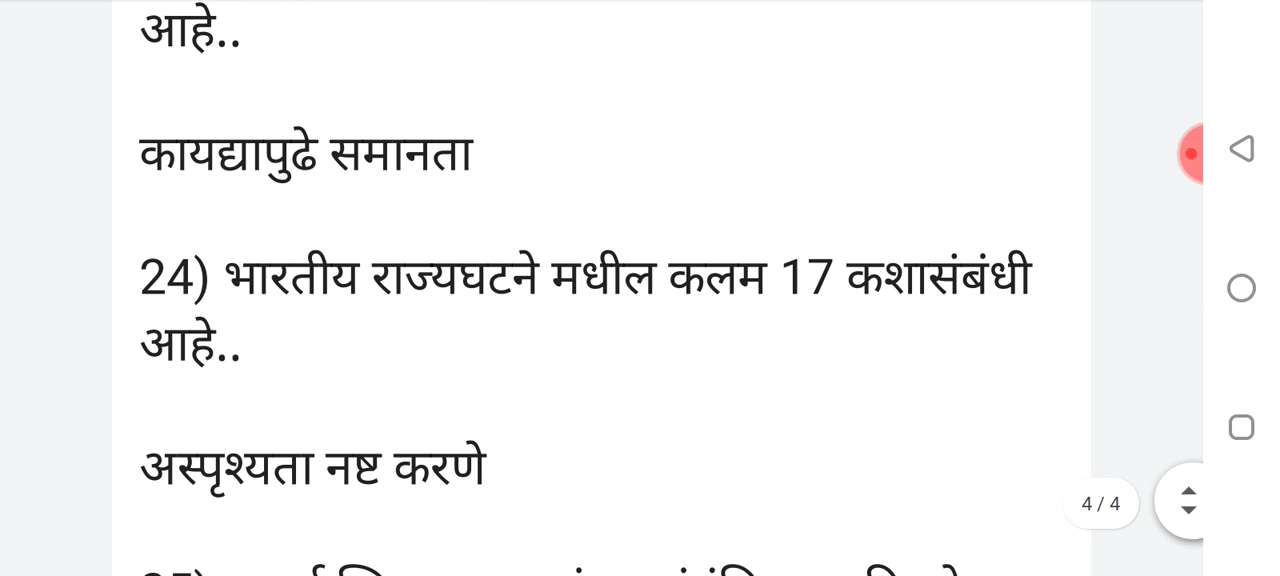 आहे..
कायद्यापुढे समानता
24) भारतीय राज्यघटने मधील कलम 17 कशासंबंधी
आहे..
अस्पृश्यता नष्ट करणे
4 / 4